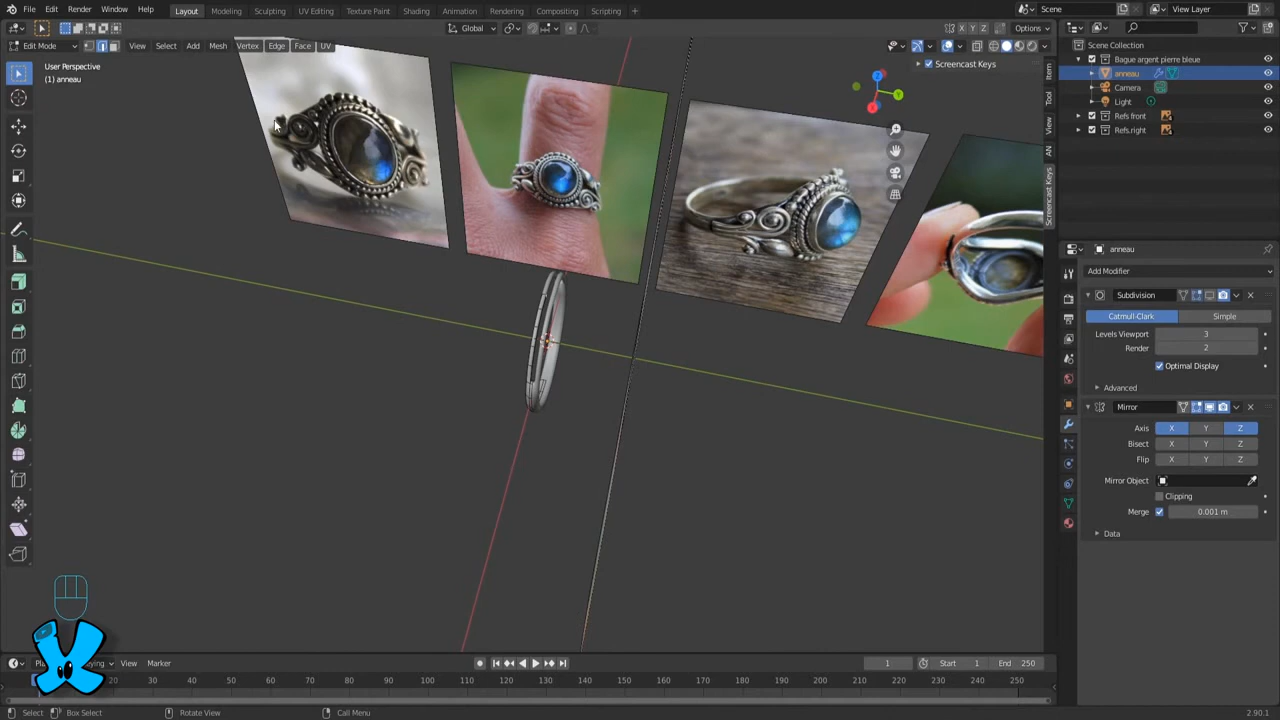 File Edit Render Window Help
Layout Modeling Sculpting UV Editing Texture Paint Shading Animation Rendering Compositing Scripting +
Scene View Layer
Global Options
Edit Mode View Select Add Mesh Vertex Edge Face UV
User Perspective
(1) anneau
Screencast Keys
X
Y
Z
Item
Tool
View
AN
Screencast Keys
Scene Collection
Bague argent pierre bleue
anneau
Camera
Light
Refs front
Refs.right
anneau
Add Modifier
Subdivision
Catmull-Clark Simple
Levels Viewport 3
Render 2
Optimal Display
Advanced
Mirror
Axis X Y Z
Bisect X Y Z
Flip X Y Z
Mirror Object
Clipping
Merge 0.001 m
Data
View Marker
1 Start 1 End 250
20 30 40 50 60 70 80 90 100 110 120 130 140 150 160 170 180 190 200 210 220 230 240 250
Select Box Select Rotate View Call Menu 2.90.1